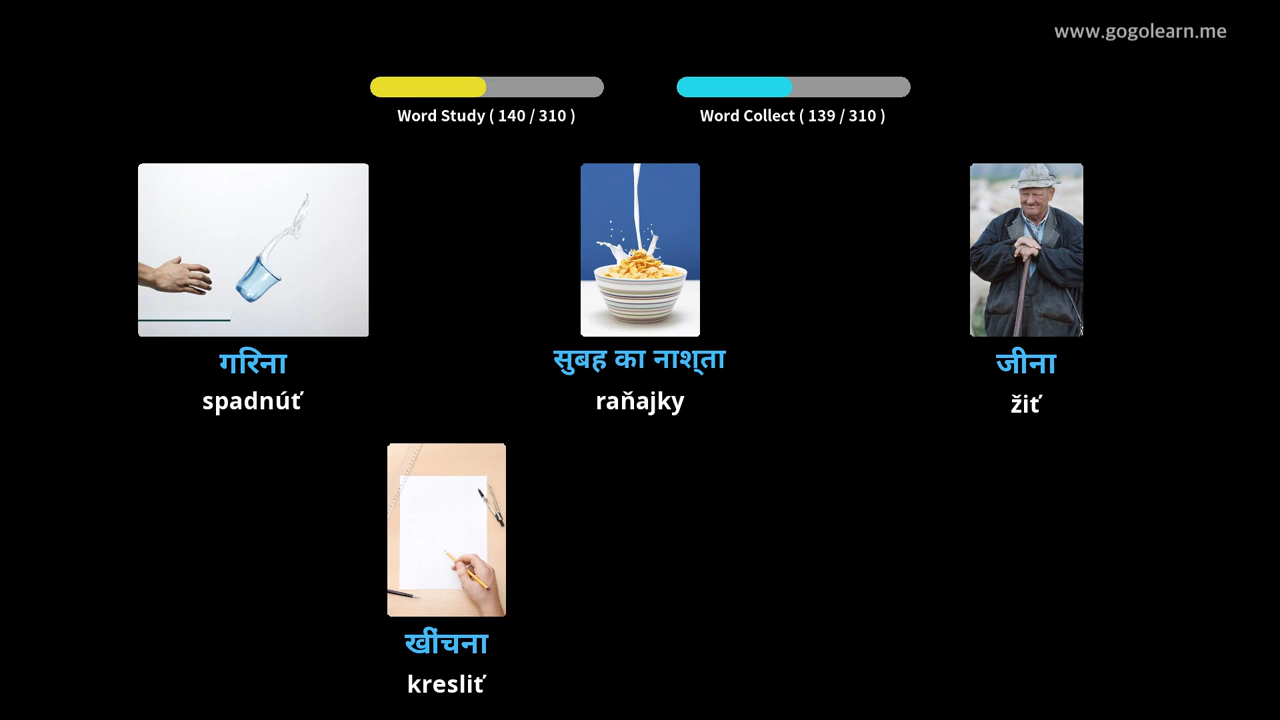 www.gogolearn.me
Word Study ( 140 / 310 )
Word Collect ( 139 / 310 )
गरिना
spadnúť
सुबह का नाश्ता
raňajky
जीना
žiť
खींचना
kresliť